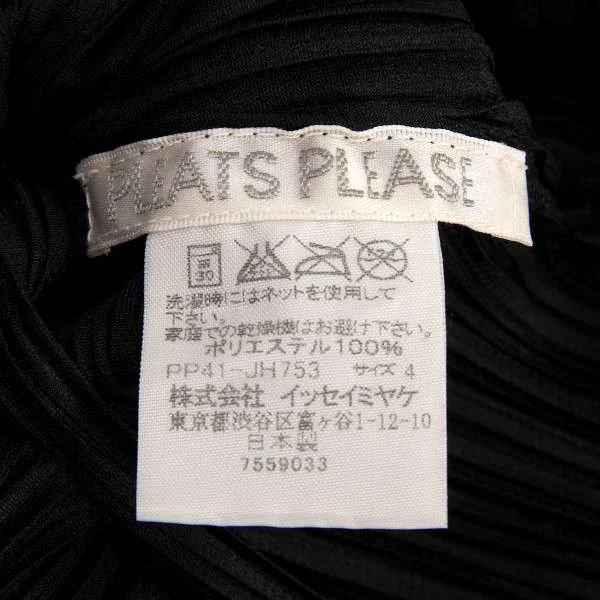 PLEATS PLEASE
弱
30
洗濯時にはネットを使用して
下さい。
家庭での乾燥機はお避け下さい。
ポリエステル100%
PP41-JH753 サイズ 4
株式会社 イッセイミヤケ
東京都渋谷区富ヶ谷1-12-10
日本製
7559033